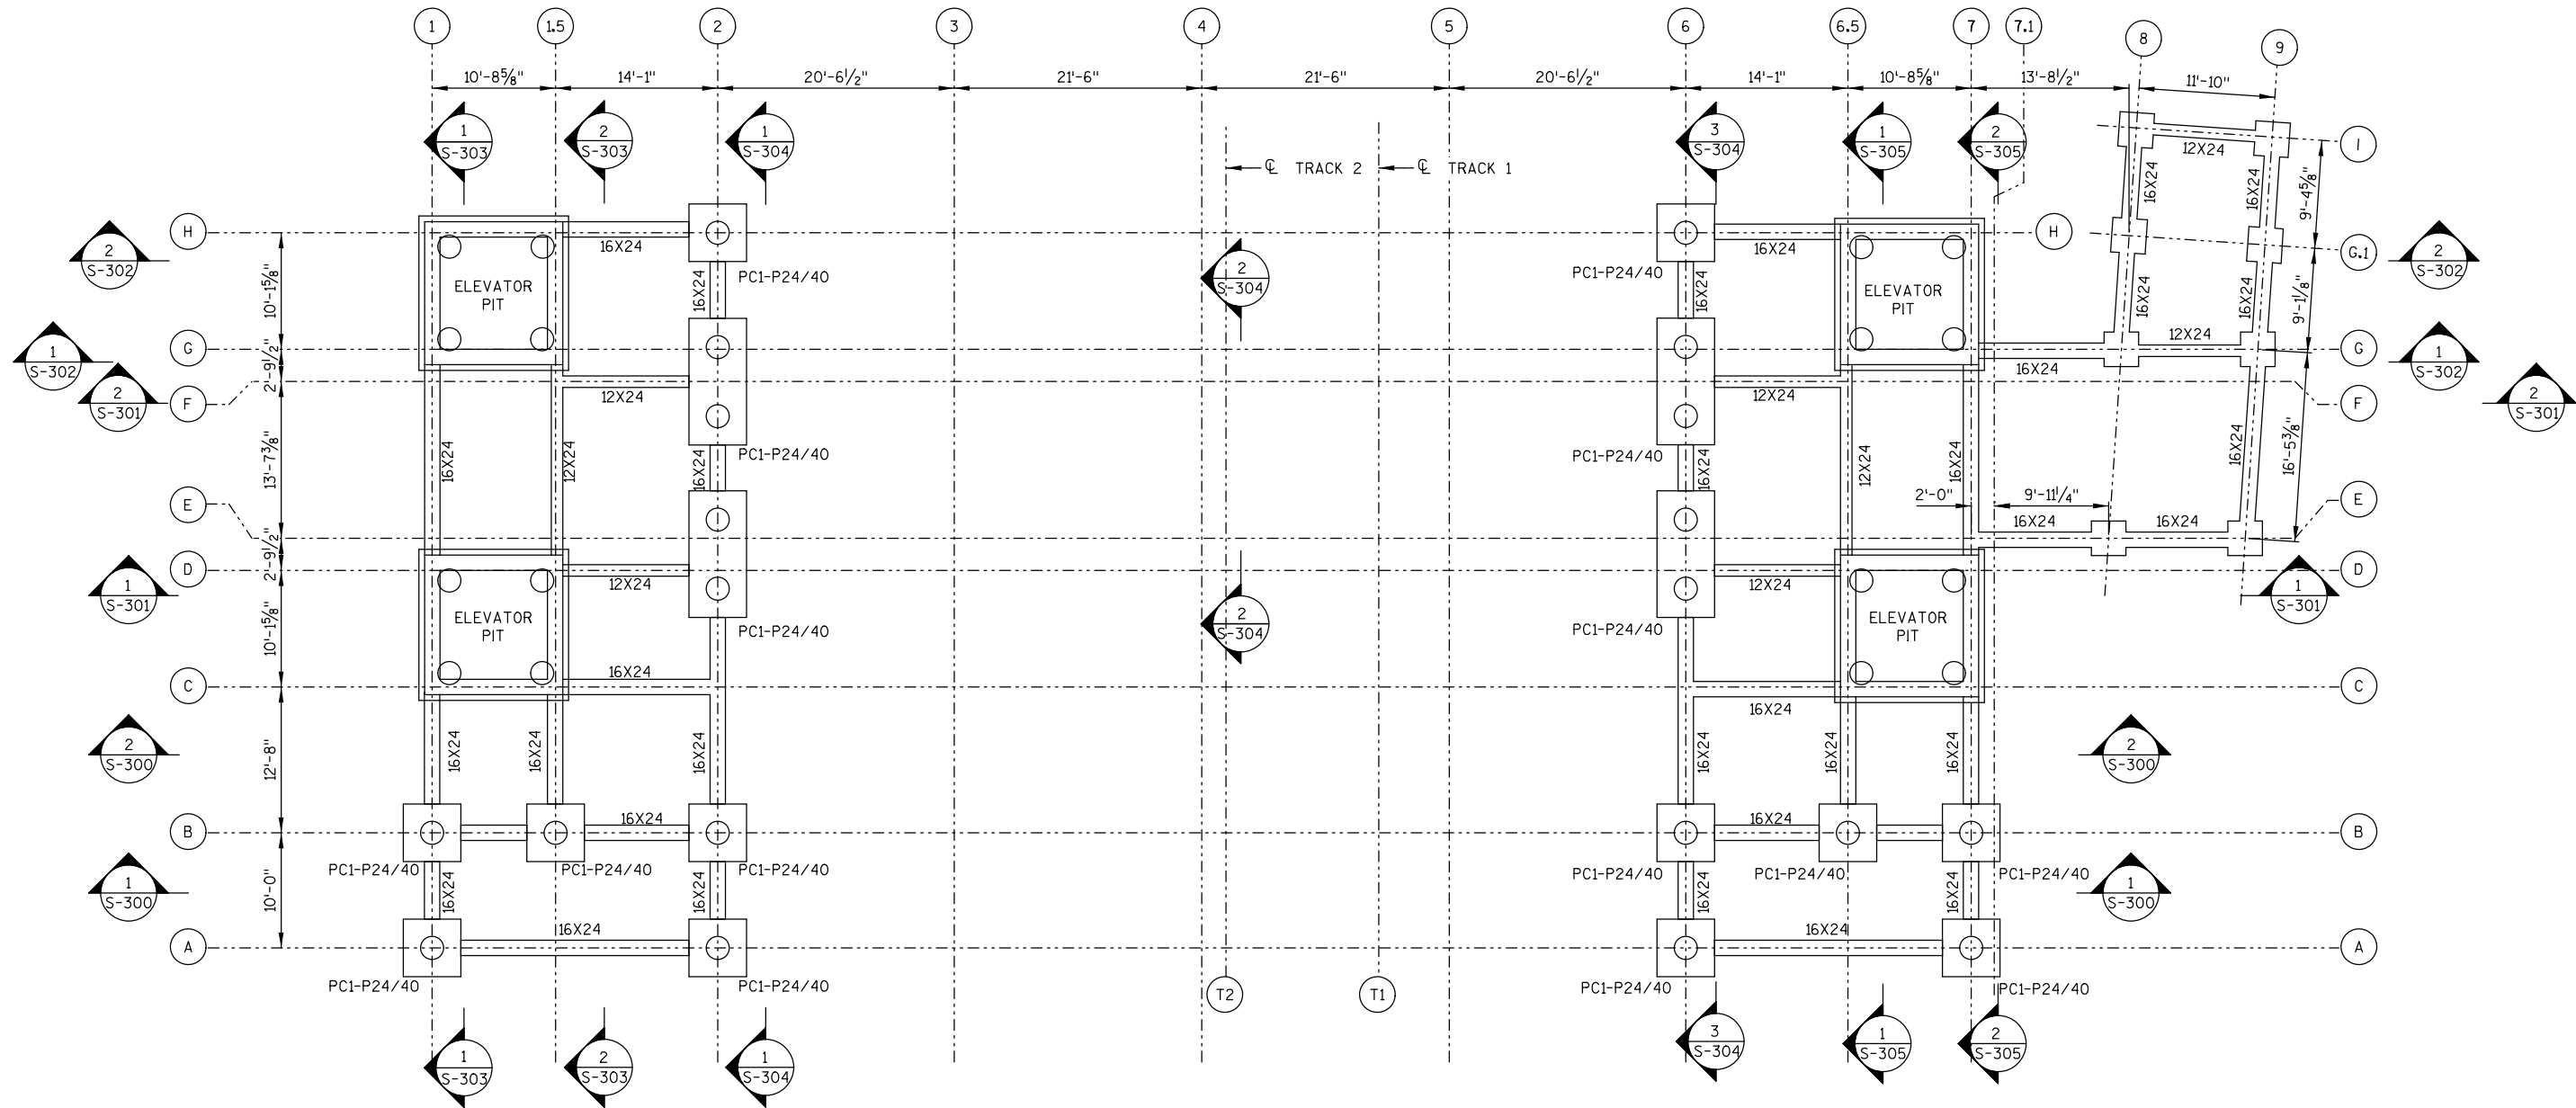 1 1.5 2 3 4 5 6 6.5 7 7.1 8 9
10'-8⅝" 14'-1" 20'-6½" 21'-6" 21'-6" 20'-6½" 14'-1" 10'-8⅝" 13'-8½" 11'-10"
1 S-303
2 S-303
1 S-304
3 S-304
1 S-305
2 S-305
℄ TRACK 2
℄ TRACK 1
12X24
I
16X24
16X24
9'-4⅝"
H
2 S-302
16X24
16X24
H
G.1
2 S-302
ELEVATOR
PIT
16X24
PC1-P24/40
2 S-304
PC1-P24/40
16X24
ELEVATOR
PIT
16X24
16X24
9'-1⅛"
10'-1⅝"
1 S-302
G
2'-9½"
12X24
16X24
G
1 S-302
2 S-301
F
12X24
12X24
F
2 S-301
13'-7⅞"
16X24
12X24
16X24
PC1-P24/40
PC1-P24/40
16X24
12X24
16X24
16X24
16'-5⅜"
E
2'-0"
9'-11¼"
16X24
16X24
E
2'-9½"
1 S-301
D
12X24
12X24
D
1 S-301
10'-1⅝"
ELEVATOR
PIT
PC1-P24/40
2 S-304
PC1-P24/40
ELEVATOR
PIT
C
16X24
16X24
C
12'-8"
2 S-300
16X24
16X24
16X24
16X24
16X24
16X24
2 S-300
B
16X24
16X24
B
PC1-P24/40
PC1-P24/40
PC1-P24/40
PC1-P24/40
PC1-P24/40
PC1-P24/40
1 S-300
10'-0"
16X24
16X24
16X24
16X24
1 S-300
A
16X24
16X24
A
PC1-P24/40
PC1-P24/40
T2
T1
PC1-P24/40
PC1-P24/40
1 S-303
2 S-303
1 S-304
3 S-304
1 S-305
2 S-305